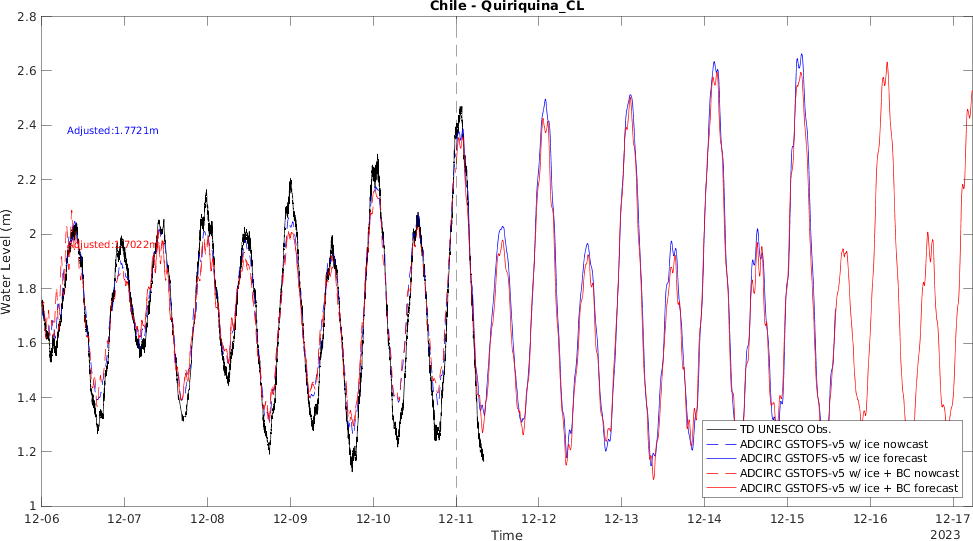 Chile - Quiriquina_CL
Water Level (m)
2.8
2.6
2.4
2.2
2
1.8
1.6
1.4
1.2
1
Adjusted:1.7721m
Adjusted:1.7022m
TD UNESCO Obs.
ADCIRC GSTOFS-v5 w/ ice nowcast
ADCIRC GSTOFS-v5 w/ ice forecast
ADCIRC GSTOFS-v5 w/ ice + BC nowcast
ADCIRC GSTOFS-v5 w/ ice + BC forecast
12-06 12-07 12-08 12-09 12-10 12-11 12-12 12-13 12-14 12-15 12-16 12-17
Time
2023